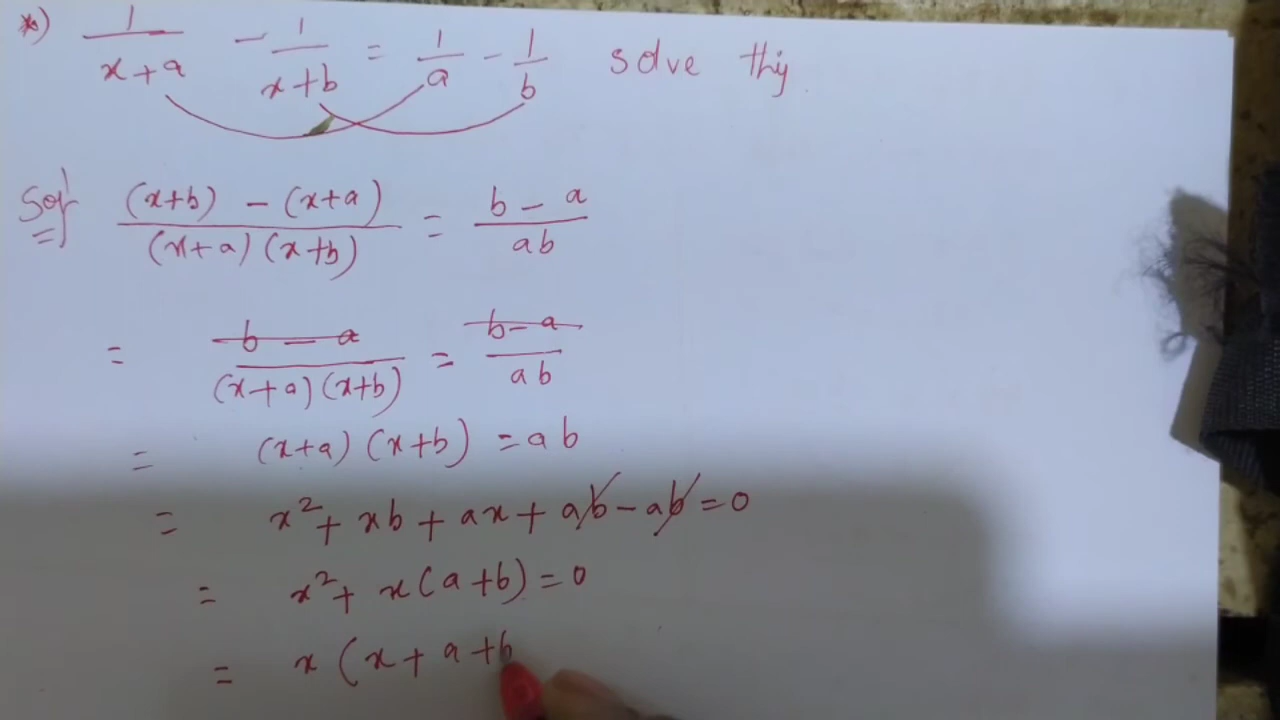 *) 1/(x+a) - 1/(x+b) = 1/a - 1/b solve this
Sol ((x+b) - (x+a))/((x+a)(x+b)) = (b-a)/(ab)
= (b-a)/((x+a)(x+b)) = (b-a)/(ab)
= (x+a)(x+b) = ab
= x² + xb + ax + ab - ab = 0
= x² + x(a+b) = 0
= x(x+a+b